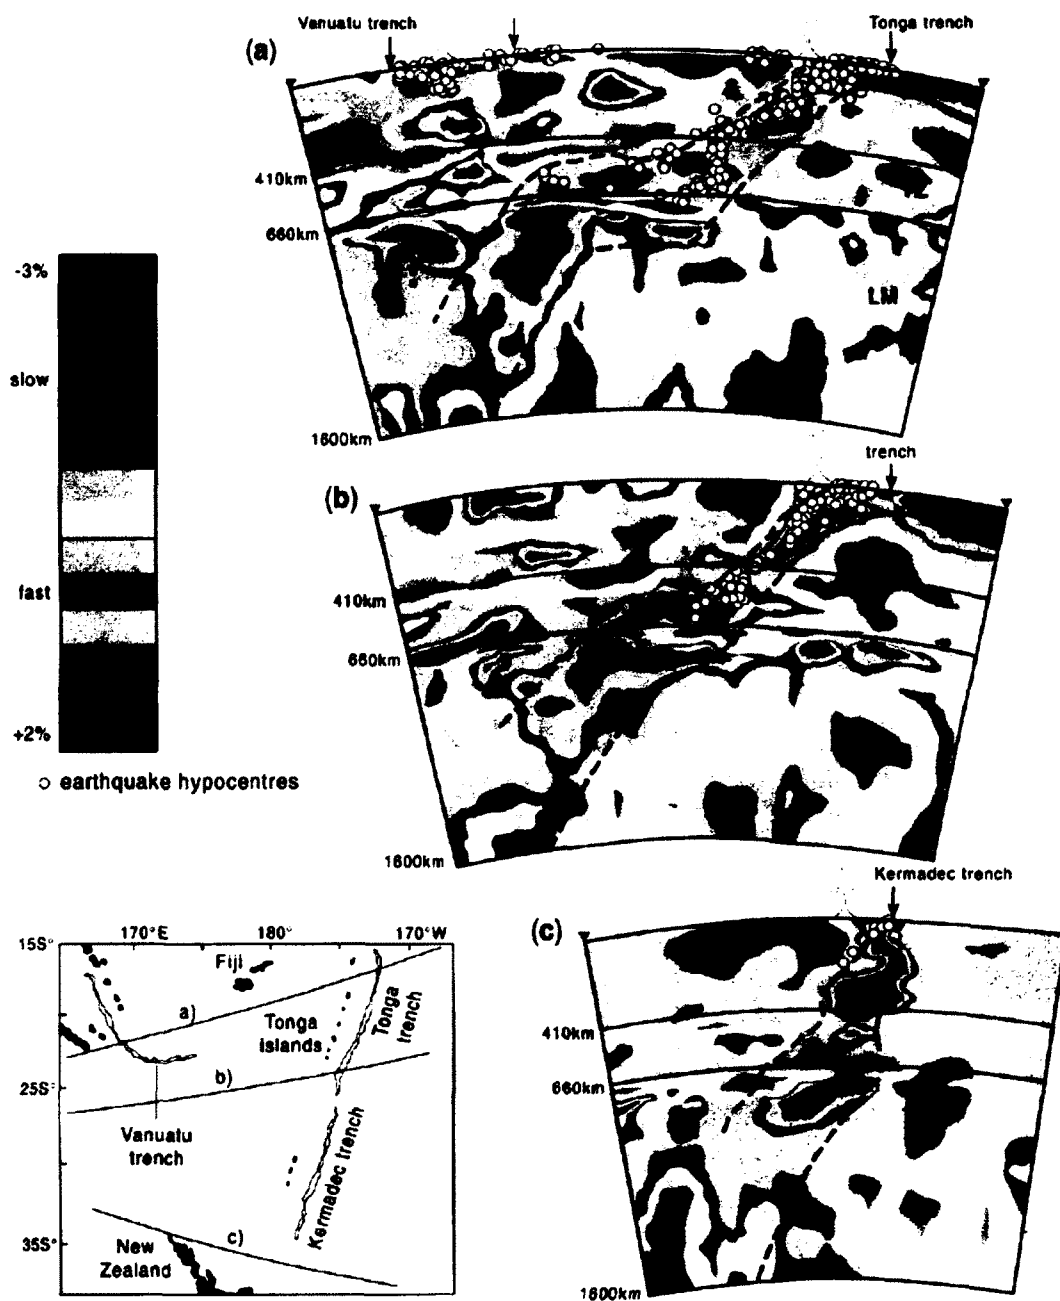 Vanuatu trench
Tonga trench
(a)
410km
660km
LM
1600km
-3%
slow
fast
+2%
earthquake hypocentres
trench
(b)
410km
660km
1600km
Kermadec trench
(c)
410km
660km
1600km
170°E
180°
170°W
15S°
25S°
35S°
Fiji
a)
Tonga
islands
Tonga
trench
b)
Vanuatu
trench
Kermadec trench
c)
New
Zealand